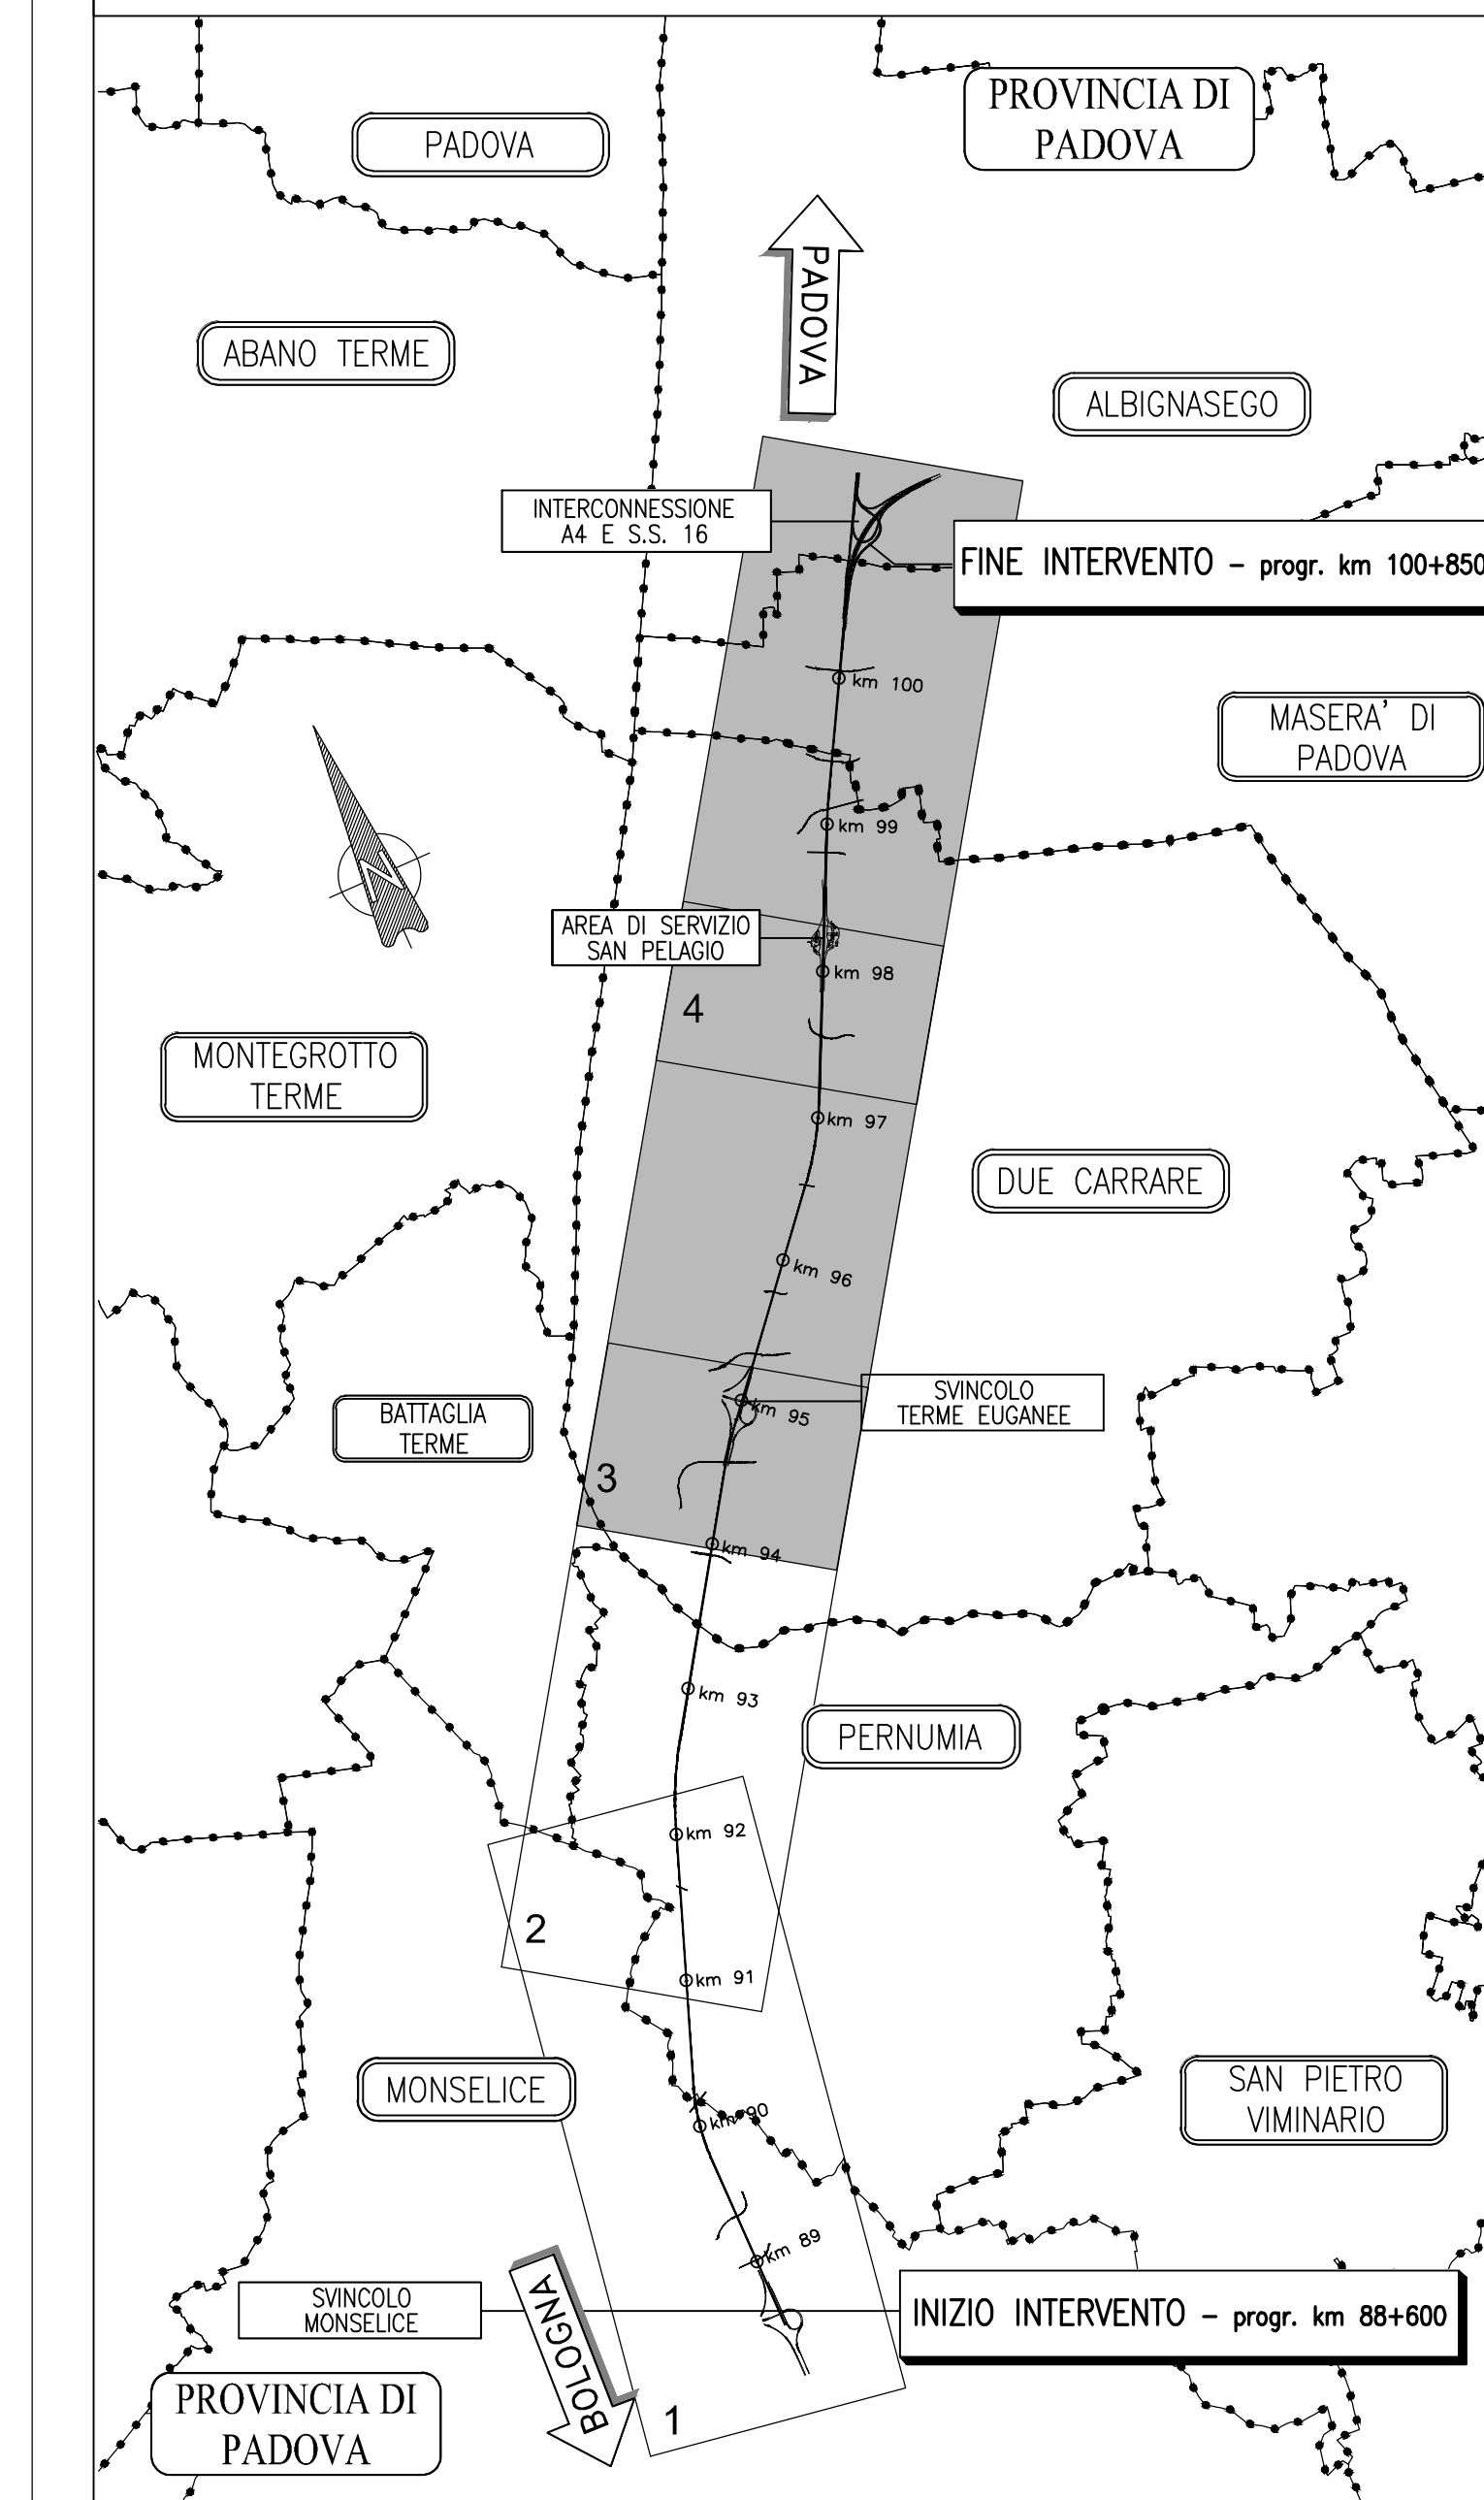 PROVINCIA DI
PADOVA
PADOVA
PADOVA
ABANO TERME
ALBIGNASEGO
INTERCONNESSIONE
A4 E S.S. 16
FINE INTERVENTO - progr. km 100+850
km 100
MASERA' DI
PADOVA
km 99
N
AREA DI SERVIZIO
SAN PELAGIO
km 98
4
MONTEGROTTO
TERME
km 97
DUE CARRARE
km 96
SVINCOLO
TERME EUGANEE
km 95
BATTAGLIA
TERME
3
km 94
km 93
PERNUMIA
km 92
2
km 91
MONSELICE
SAN PIETRO
VIMINARIO
km 90
km 89
SVINCOLO
MONSELICE
BOLOGNA
INIZIO INTERVENTO - progr. km 88+600
PROVINCIA DI
PADOVA
1